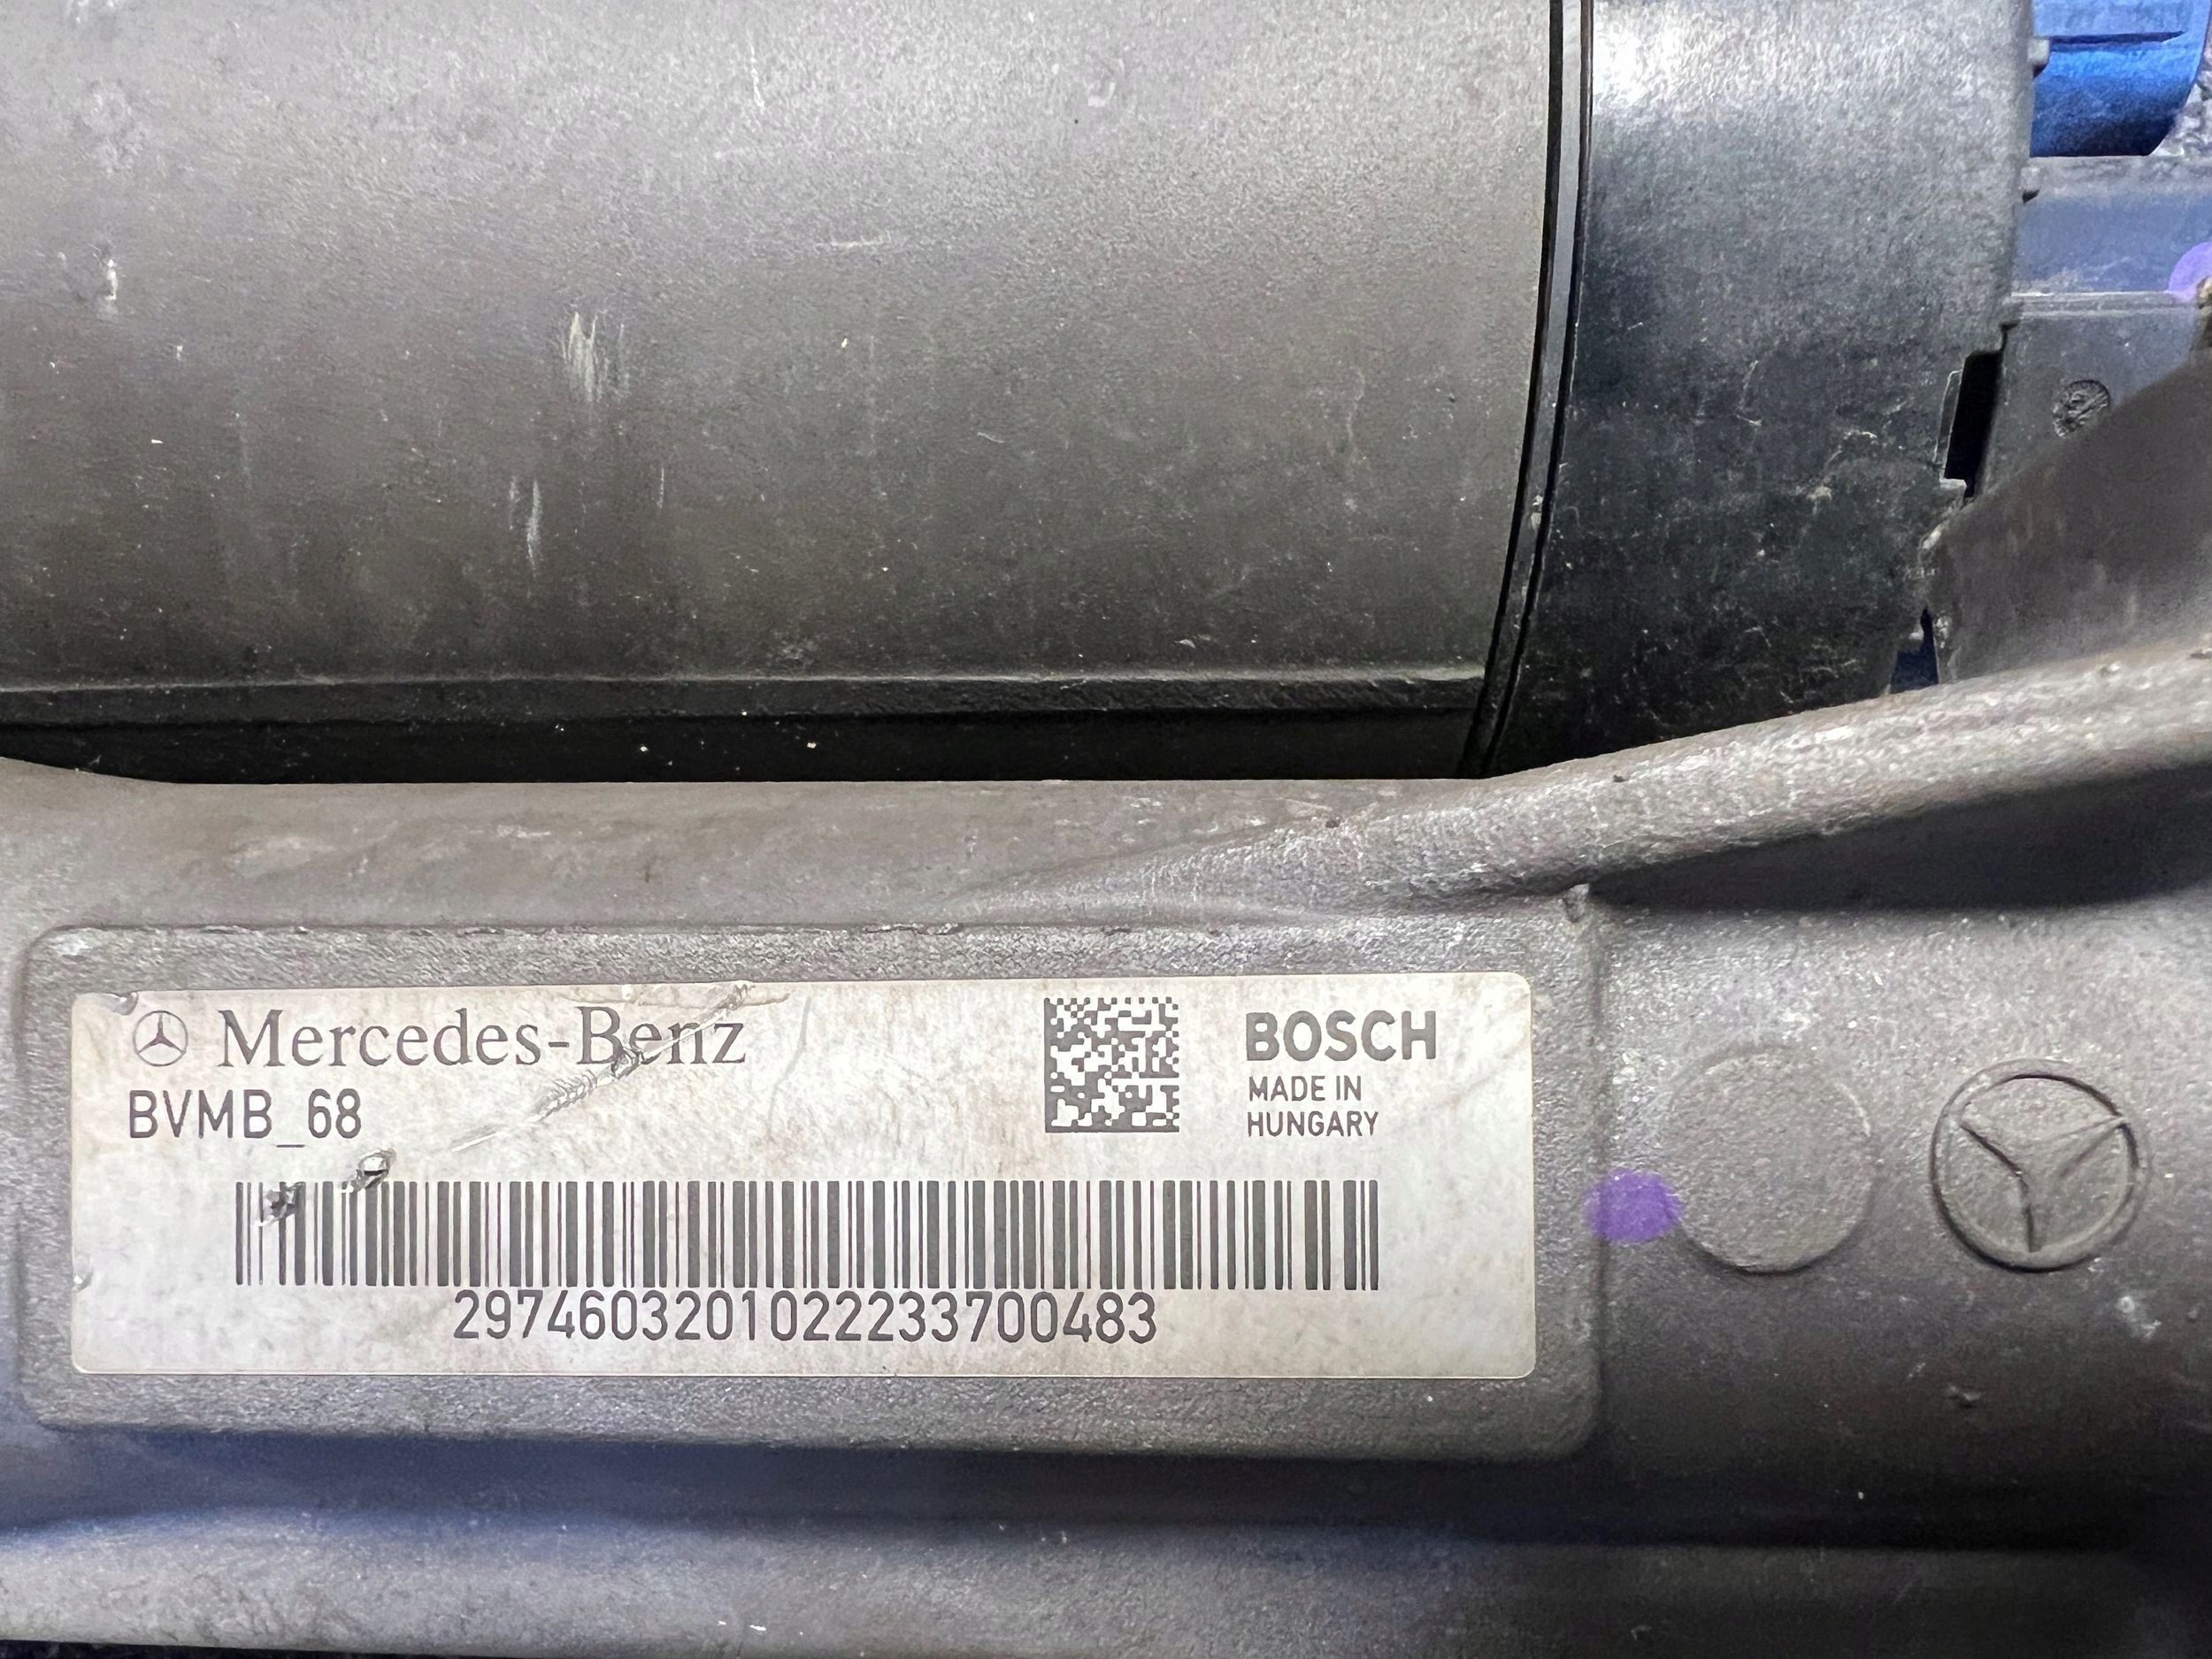 Mercedes-Benz
BVMB_68
BOSCH
MADE IN
HUNGARY
2974603201022233700483